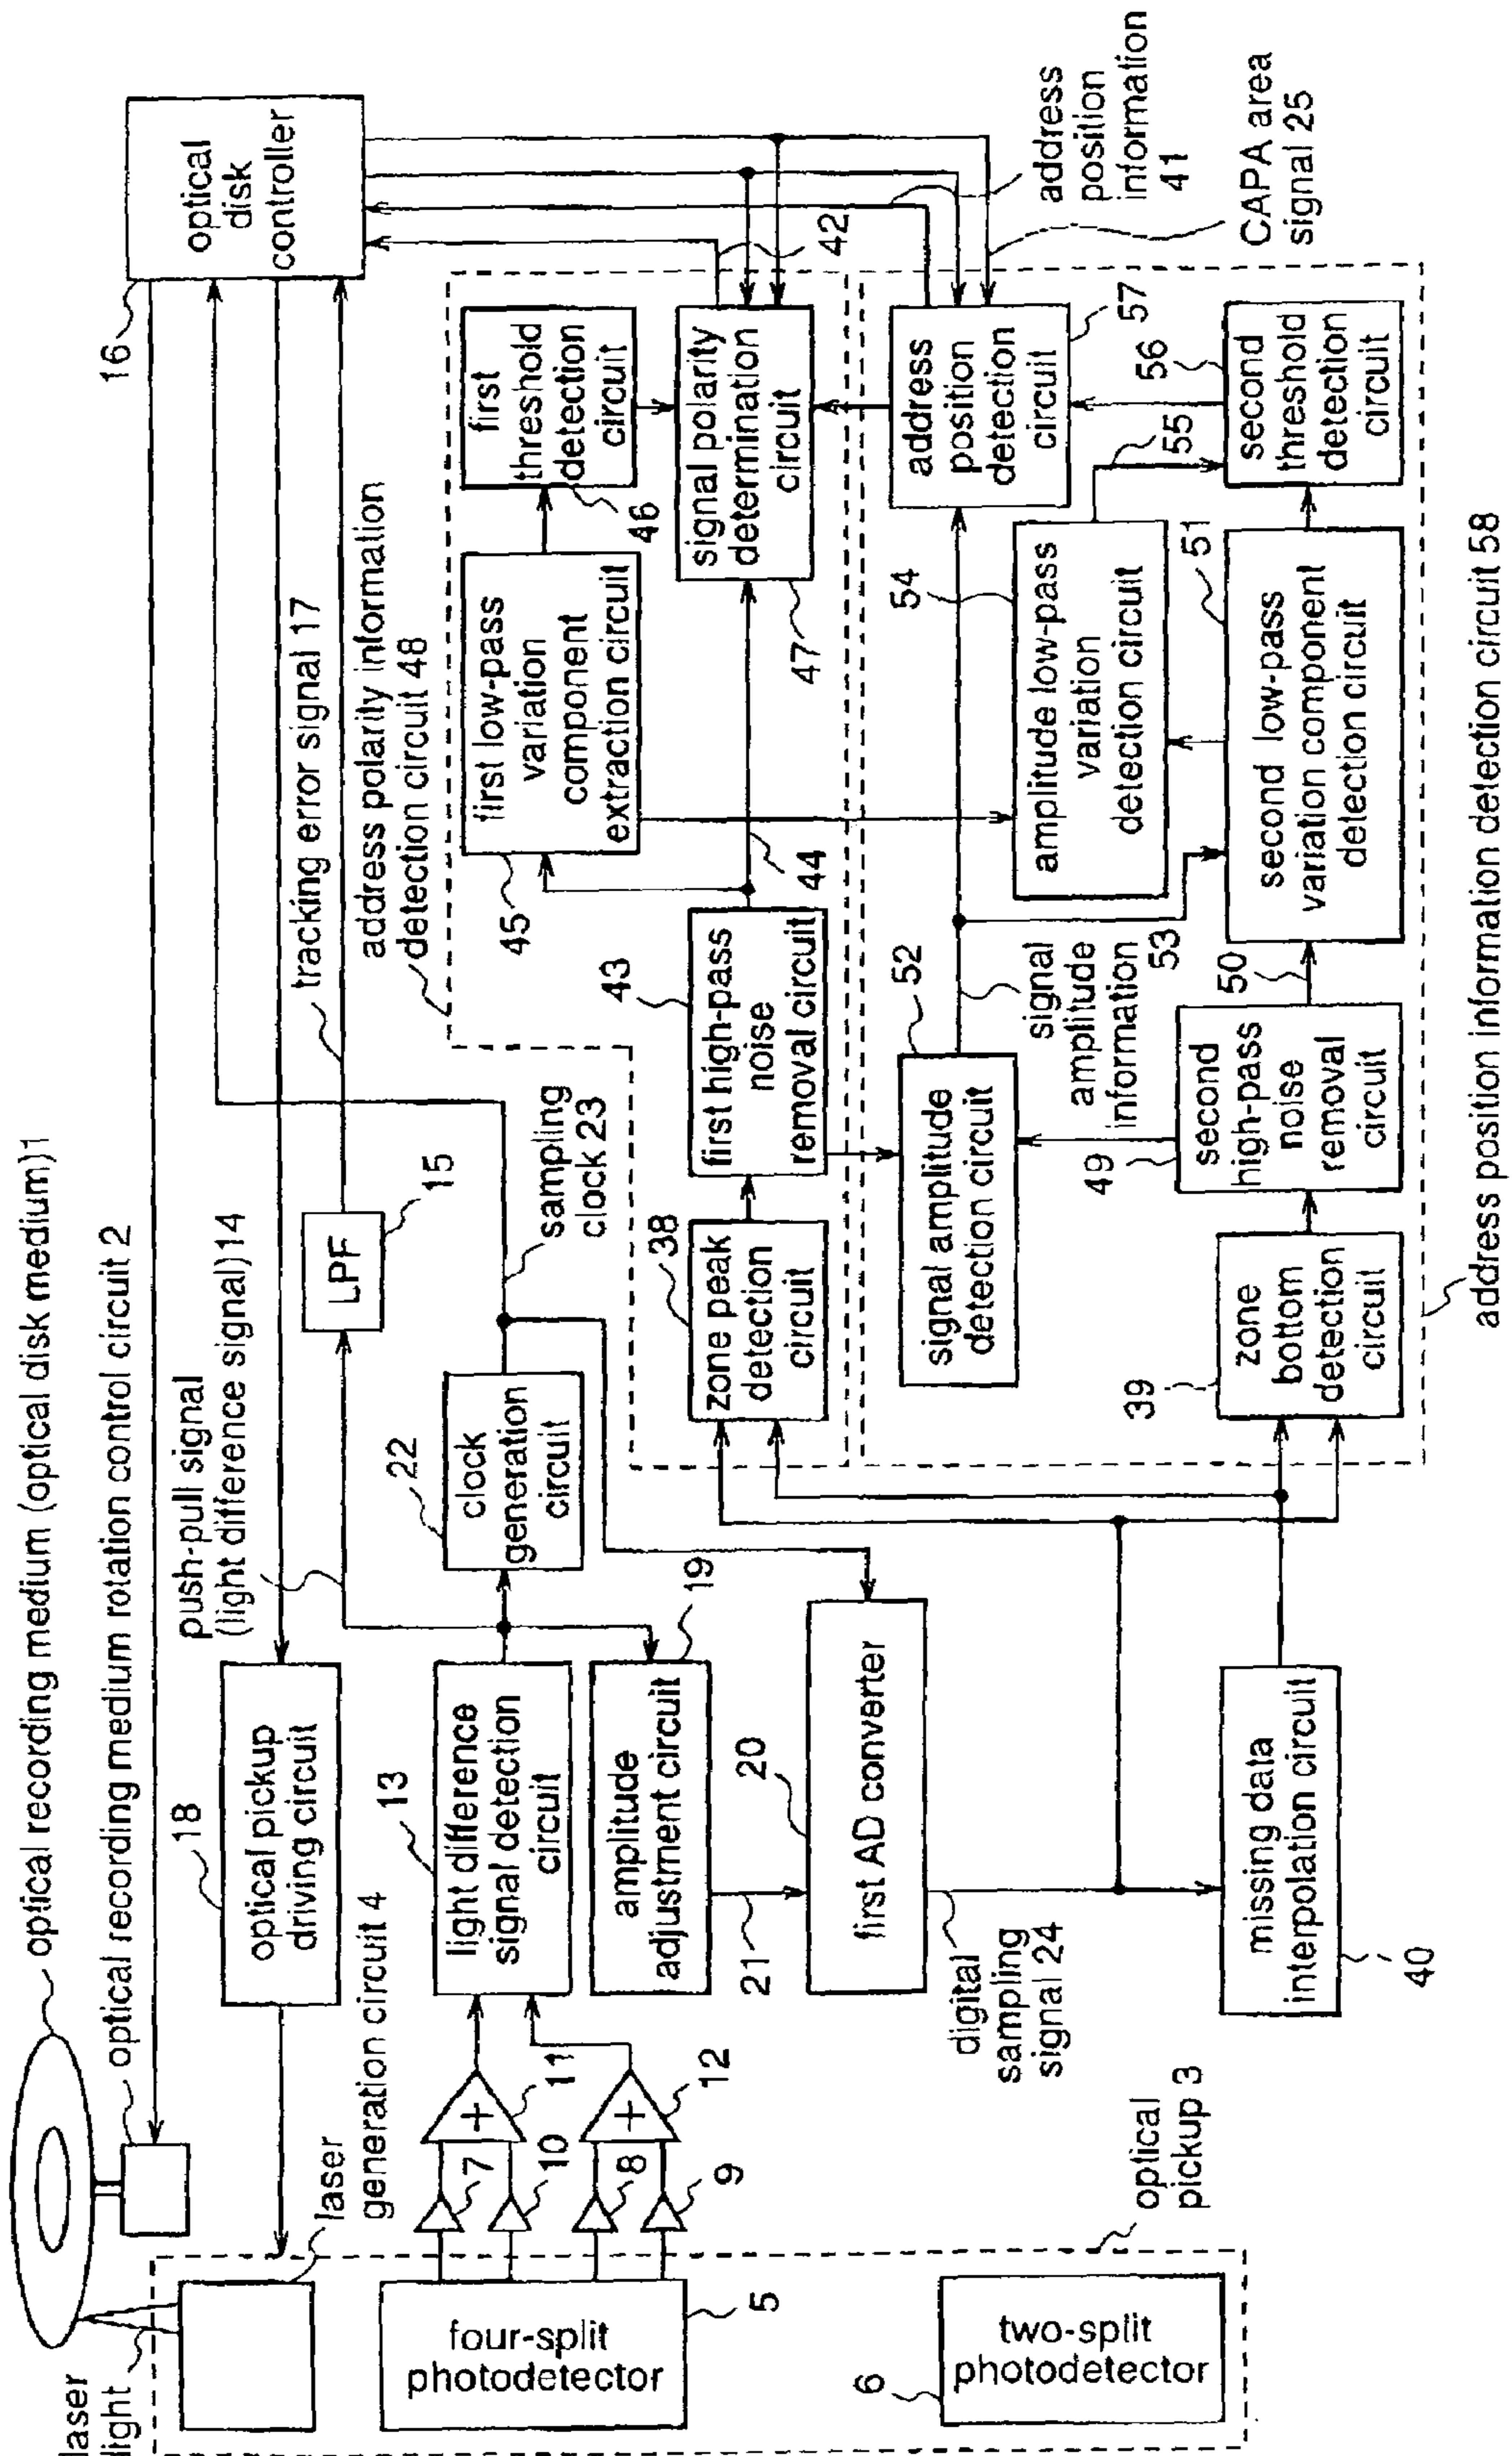 optical recording medium (optical disk medium)1
optical recording medium rotation control circuit 2
laser
light
laser
generation circuit 4
18
optical pickup
driving circuit
push-pull signal
(light difference signal)14
LPF
15
tracking error signal 17
16
optical
disk
controller
four-split
photodetector
5
two-split
photodetector
6
optical
pickup 3
7
10
8
9
11
12
13
light difference
signal detection
circuit
22
clock
generation
circuit
sampling
clock 23
amplitude
adjustment circuit
19
21
20
first AD converter
digital
sampling
signal 24
missing data
interpolation circuit
40
address polarity information
detection circuit 48
38
zone peak
detection
circuit
43
first high-pass
noise
removal circuit
44
45
first low-pass
variation
component
extraction circuit
46
first
threshold
detection
circuit
signal polarity
determination
circuit
47
42
address
position
information
41
CAPA area
signal 25
39
zone
bottom
detection
circuit
49
second
high-pass
noise
removal
circuit
50
52
signal amplitude
detection circuit
signal
amplitude
information
53
54
amplitude low-pass
variation
detection circuit
51
second low-pass
variation component
detection circuit
55
56
second
threshold
detection
circuit
address
position
detection
circuit
57
address position information detection circuit 58